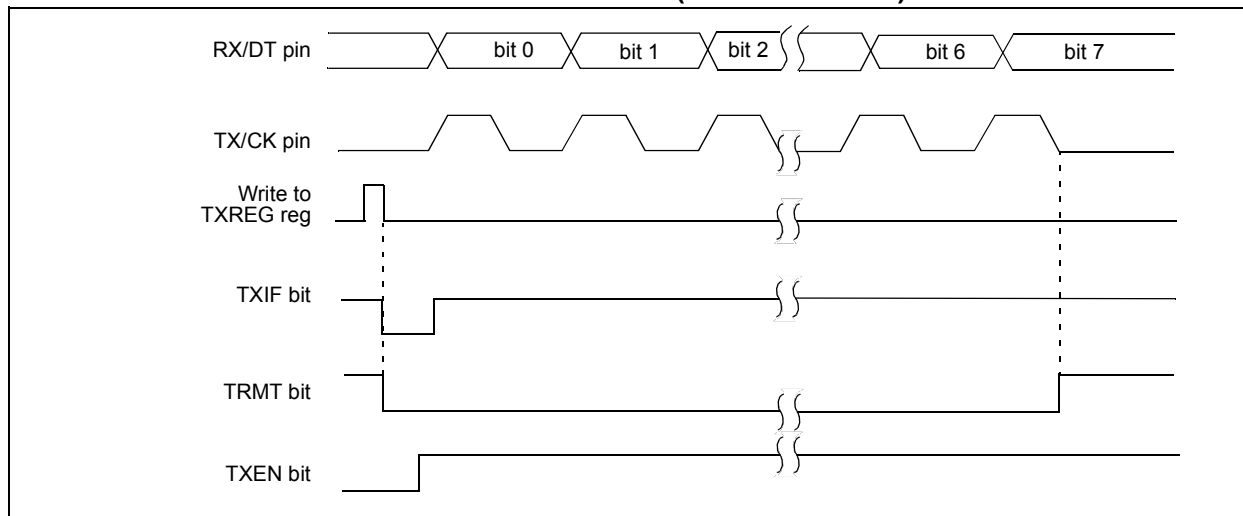 RX/DT pin
bit 0
bit 1
bit 2
bit 6
bit 7
TX/CK pin
Write to
TXREG reg
TXIF bit
TRMT bit
TXEN bit